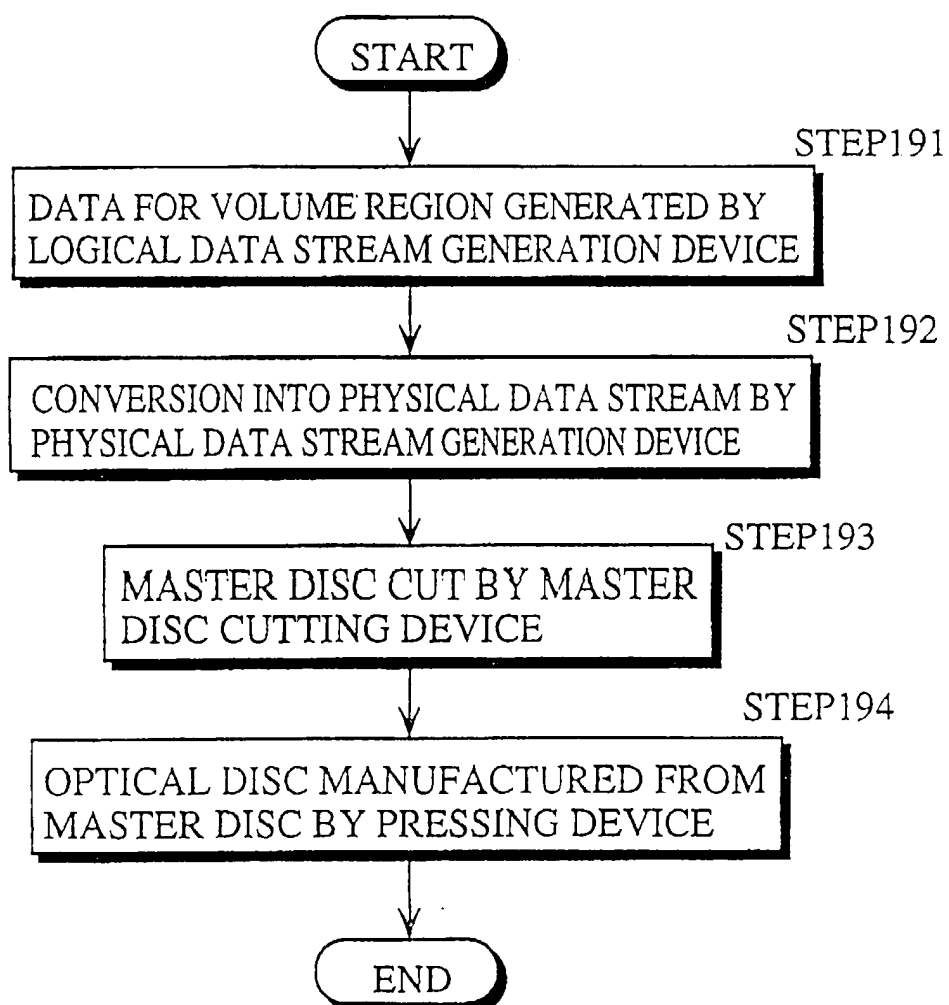 START
STEP191
DATA FOR VOLUME REGION GENERATED BY
LOGICAL DATA STREAM GENERATION DEVICE
STEP192
CONVERSION INTO PHYSICAL DATA STREAM BY
PHYSICAL DATA STREAM GENERATION DEVICE
STEP193
MASTER DISC CUT BY MASTER
DISC CUTTING DEVICE
STEP194
OPTICAL DISC MANUFACTURED FROM
MASTER DISC BY PRESSING DEVICE
END